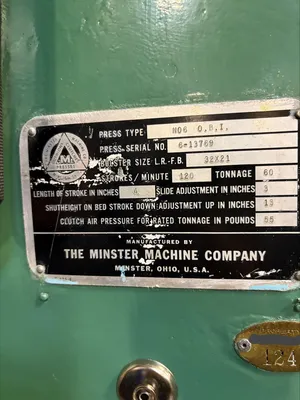 PRESS TYPE NO6 O.B.I.
PRESS SERIAL NO. 6-13769
BOLSTER SIZE L.R.-F.B. 32X21
STROKES/MINUTE 120 TONNAGE 60
LENGTH OF STROKE IN INCHES 4 SLIDE ADJUSTMENT IN INCHES 3
SHUTHEIGHT ON BED STROKE DOWN ADJUSTMENT UP IN INCHES 13
CLUTCH AIR PRESSURE FOR RATED TONNAGE IN POUNDS
MANUFACTURED BY
THE MINSTER MACHINE COMPANY
MINSTER, OHIO, U.S.A.
124